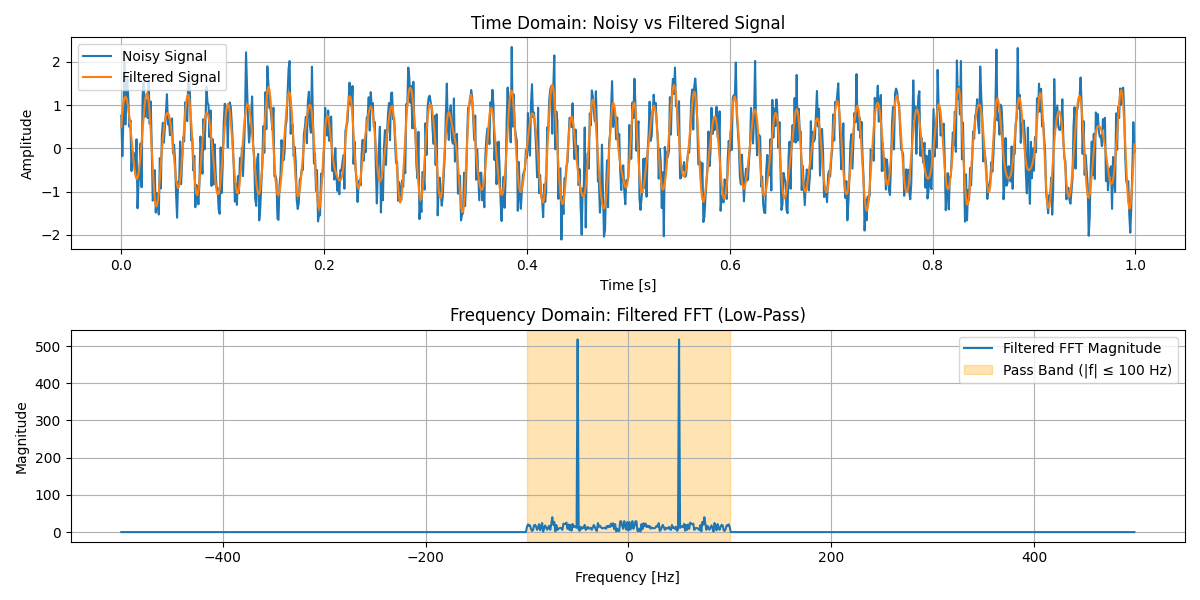 Time Domain: Noisy vs Filtered Signal
Noisy Signal
Filtered Signal
Amplitude
2
1
0
−1
−2
0.0 0.2 0.4 0.6 0.8 1.0
Time [s]
Frequency Domain: Filtered FFT (Low-Pass)
Filtered FFT Magnitude
Pass Band (|f| ≤ 100 Hz)
Magnitude
500
400
300
200
100
0
−400 −200 0 200 400
Frequency [Hz]